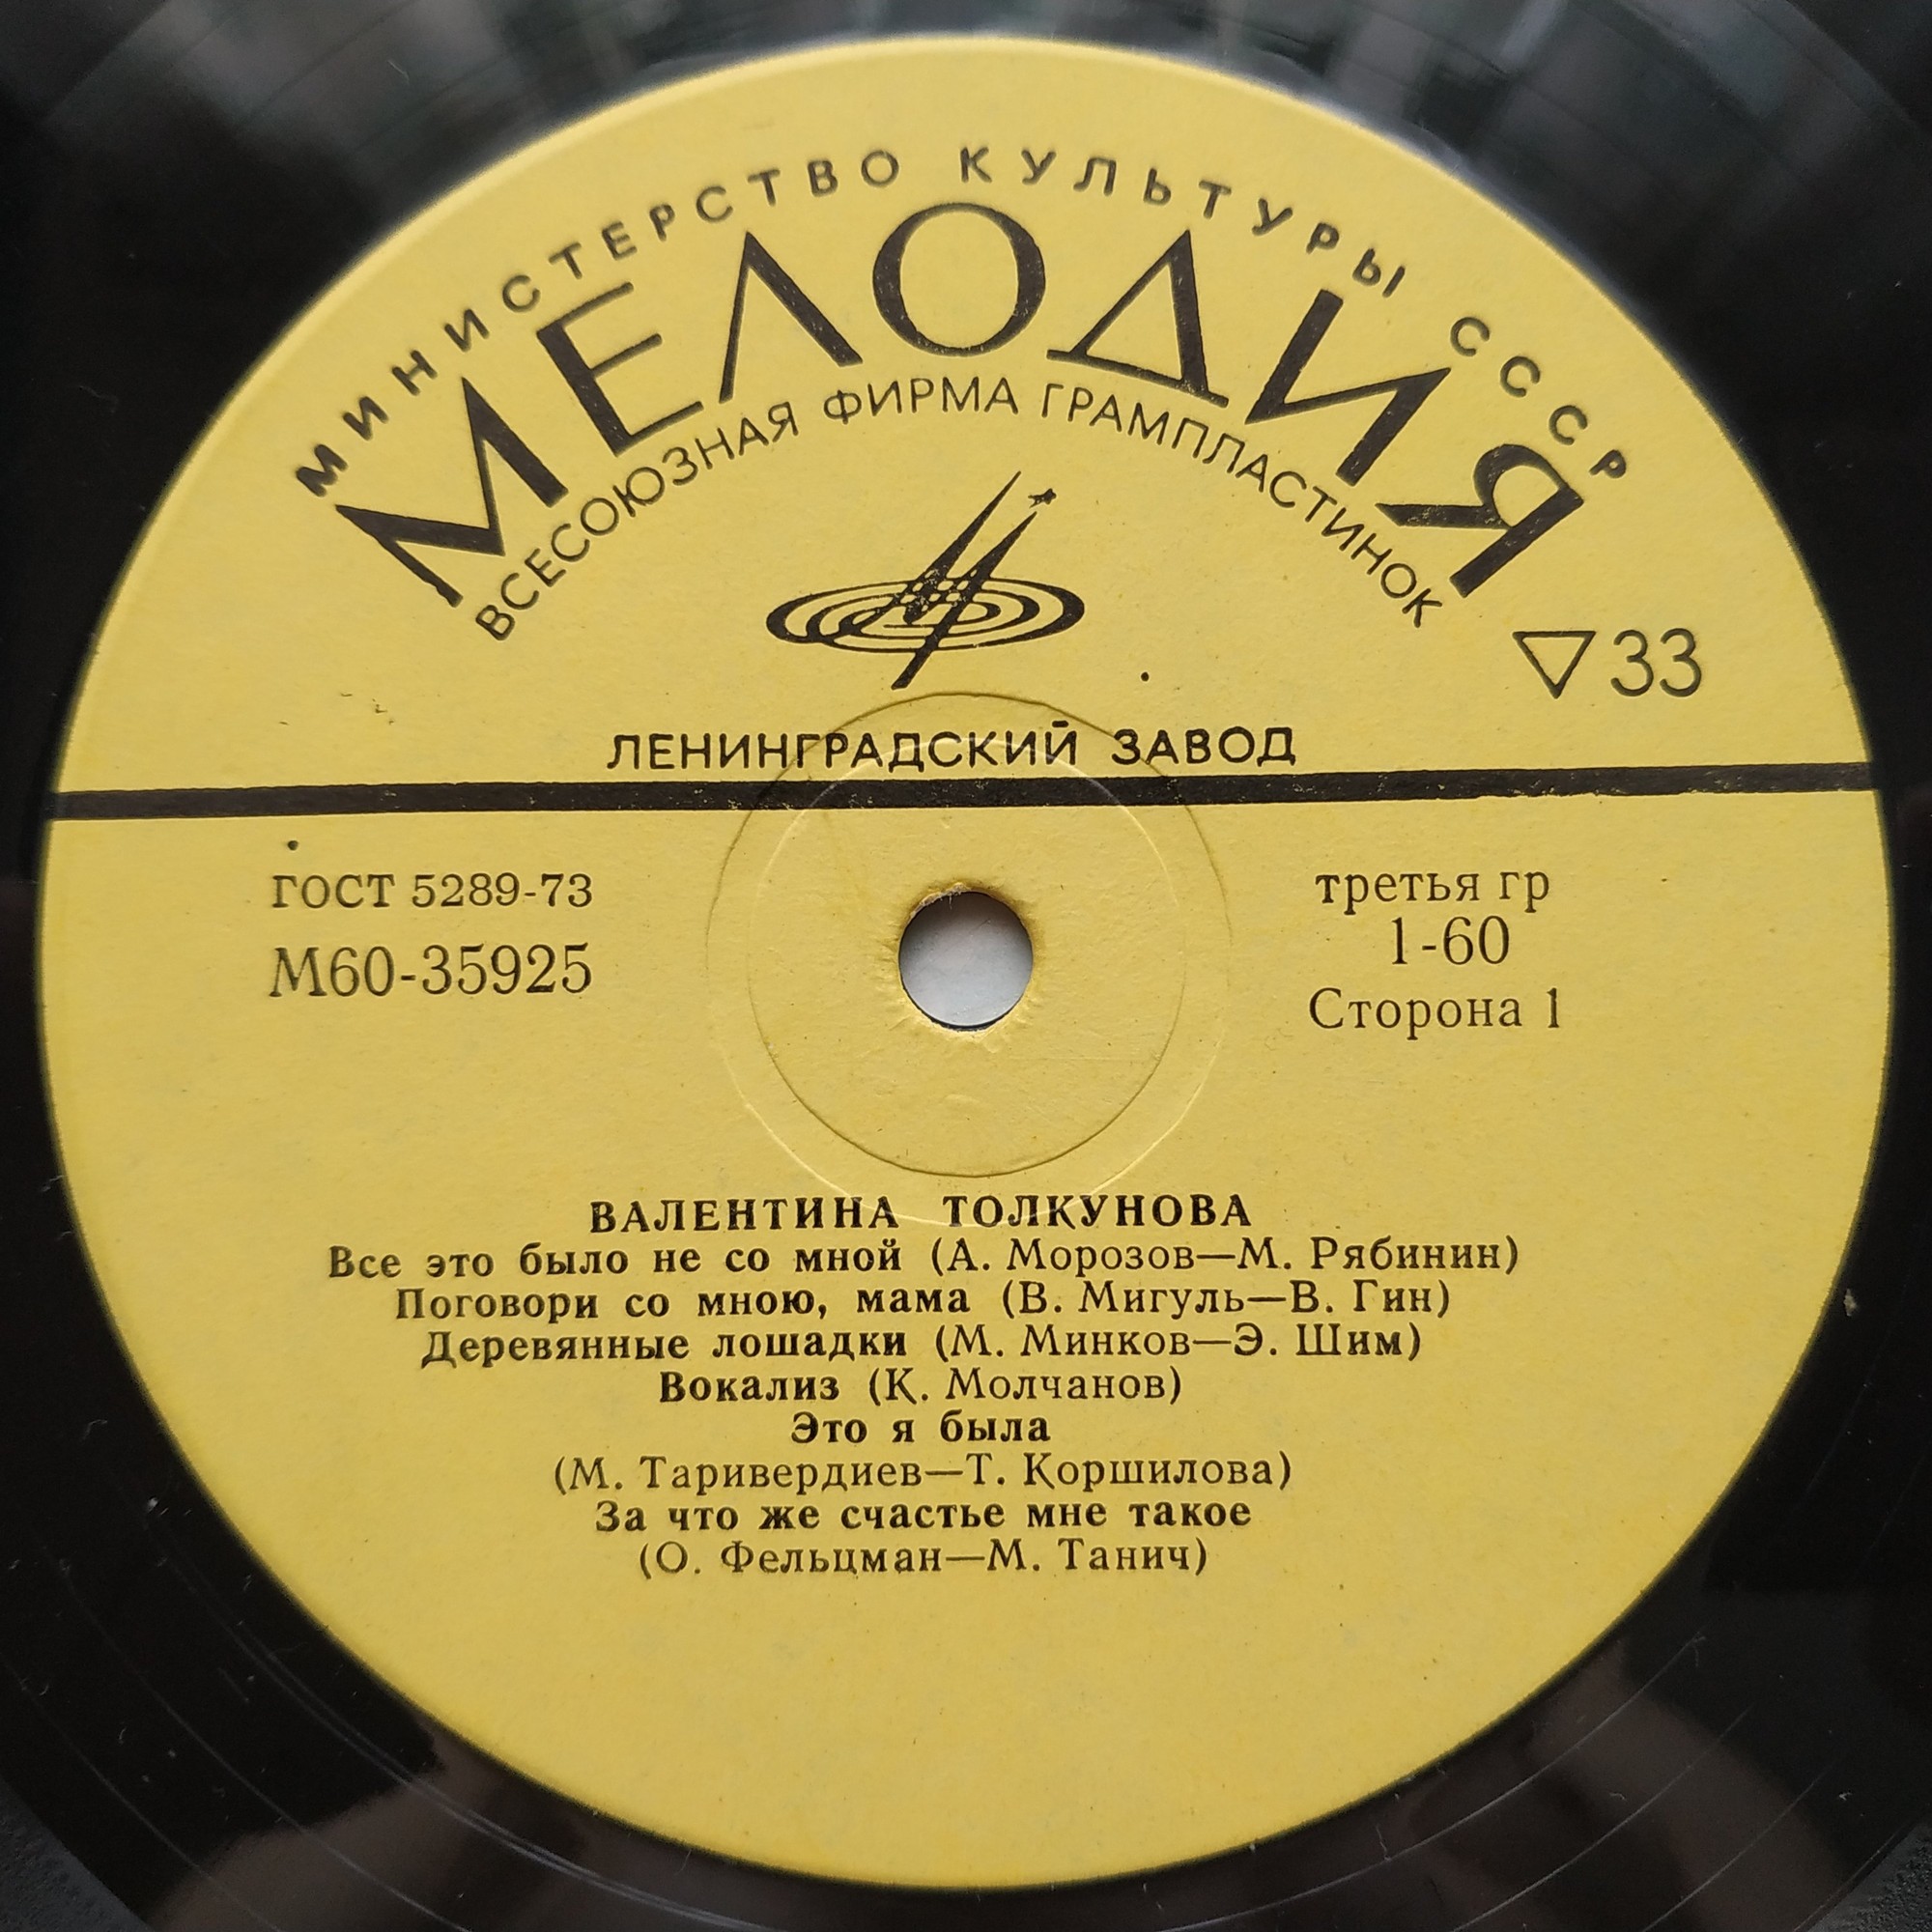 МИНИСТЕРСТВО КУЛЬТУРЫ СССР
МЕЛОДИЯ
ВСЕСОЮЗНАЯ ФИРМА ГРАМПЛАСТИНОК
▽33
ЛЕНИНГРАДСКИЙ ЗАВОД
ГОСТ 5289-73
М60-35925
третья гр
1-60
Сторона 1
ВАЛЕНТИНА ТОЛКУНОВА
Все это было не со мной (А. Морозов—М. Рябинин)
Поговори со мною, мама (В. Мигуль—В. Гин)
Деревянные лошадки (М. Минков—Э. Шим)
Вокализ (К. Молчанов)
Это я была
(М. Таривердиев—Т. Коршилова)
За что же счастье мне такое
(О. Фельцман—М. Танич)